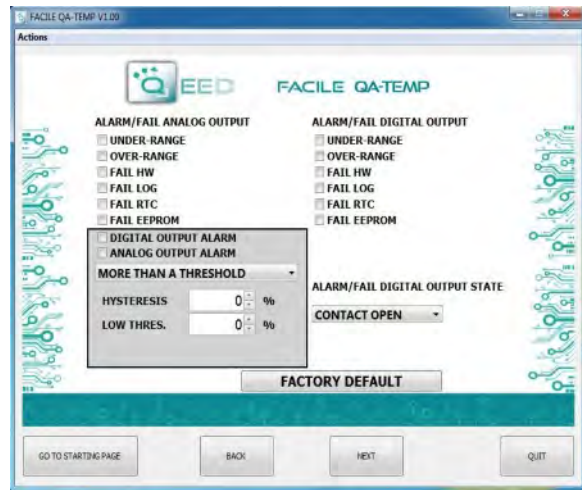 FACILE QA-TEMP V1.00
Actions
QEED
FACILE QA-TEMP
ALARM/FAIL ANALOG OUTPUT
UNDER-RANGE
OVER-RANGE
FAIL HW
FAIL LOG
FAIL RTC
FAIL EEPROM
DIGITAL OUTPUT ALARM
ANALOG OUTPUT ALARM
MORE THAN A THRESHOLD
HYSTERESIS 0 %
LOW THRES. 0 %
ALARM/FAIL DIGITAL OUTPUT
UNDER-RANGE
OVER-RANGE
FAIL HW
FAIL LOG
FAIL RTC
FAIL EEPROM
ALARM/FAIL DIGITAL OUTPUT STATE
CONTACT OPEN
FACTORY DEFAULT
GO TO STARTING PAGE
BACK
NEXT
QUIT